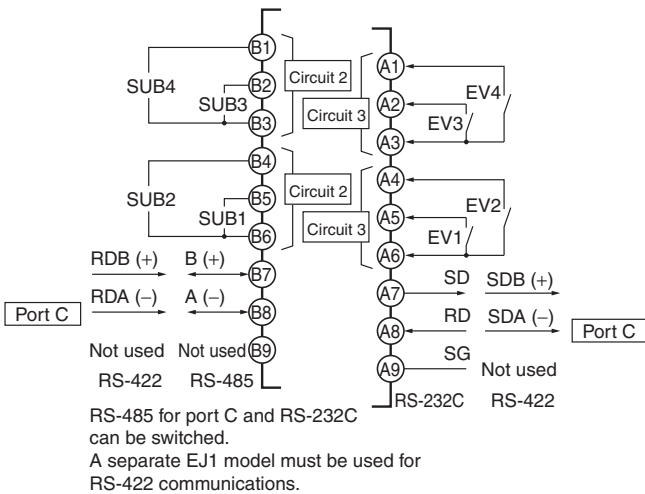 B1
B2
B3
B4
B5
B6
B7
B8
B9
SUB4
SUB3
SUB2
SUB1
Circuit 2
Circuit 2
RDB (+) B (+)
RDA (−) A (−)
Port C
Not used Not used
RS-422 RS-485
A1
A2
A3
A4
A5
A6
A7
A8
A9
Circuit 3
Circuit 3
EV4
EV3
EV2
EV1
SD SDB (+)
RD SDA (−)
Port C
SG Not used
RS-232C RS-422
RS-485 for port C and RS-232C
can be switched.
A separate EJ1 model must be used for
RS-422 communications.